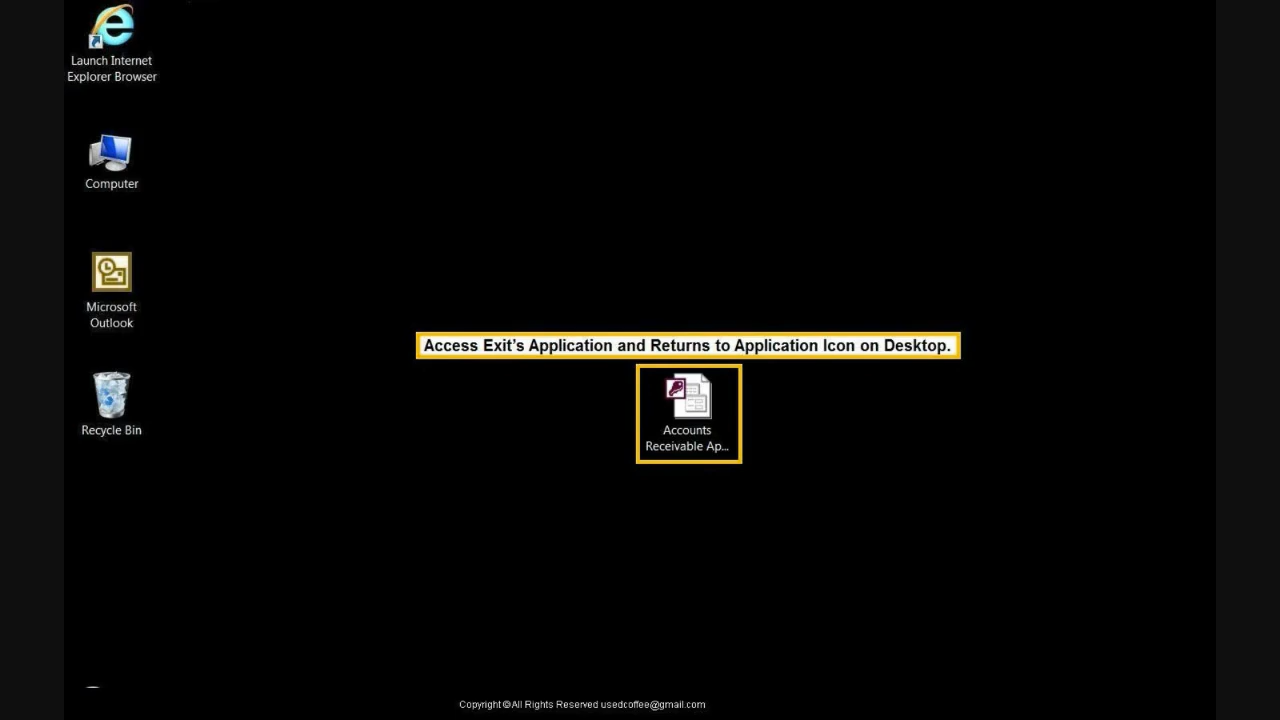 Launch Internet
Explorer Browser
Computer
Microsoft
Outlook
Access Exit’s Application and Returns to Application Icon on Desktop.
Accounts
Receivable Ap...
Recycle Bin
Copyright ©All Rights Reserved usedcoffee@gmail.com